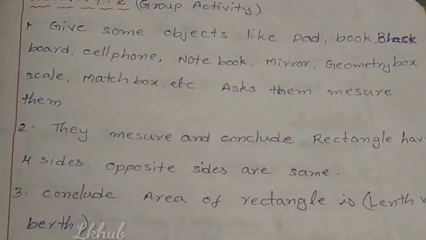 (Group Activity)
Give some objects like pad, book, Black
board, cellphone, Note book, Mirror, Geometry box
scale, Match box, etc Asks them mesure
them
2. They mesure and conclude Rectangle hav
4 sides. opposite sides are same.
3. conclude Area of rectangle is (Lenth x
berth)
Lkhub